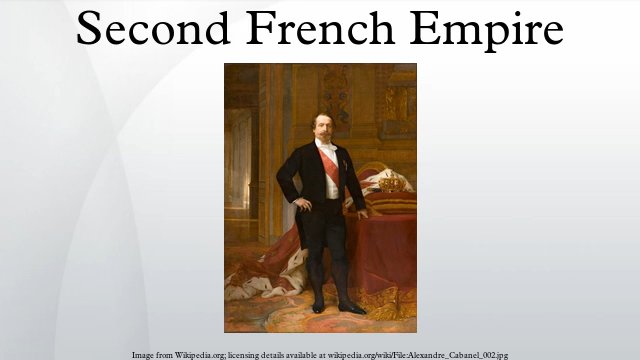 Second French Empire
Image from Wikipedia.org; licensing details available at wikipedia.org/wiki/File:Alexandre_Cabanel_002.jpg